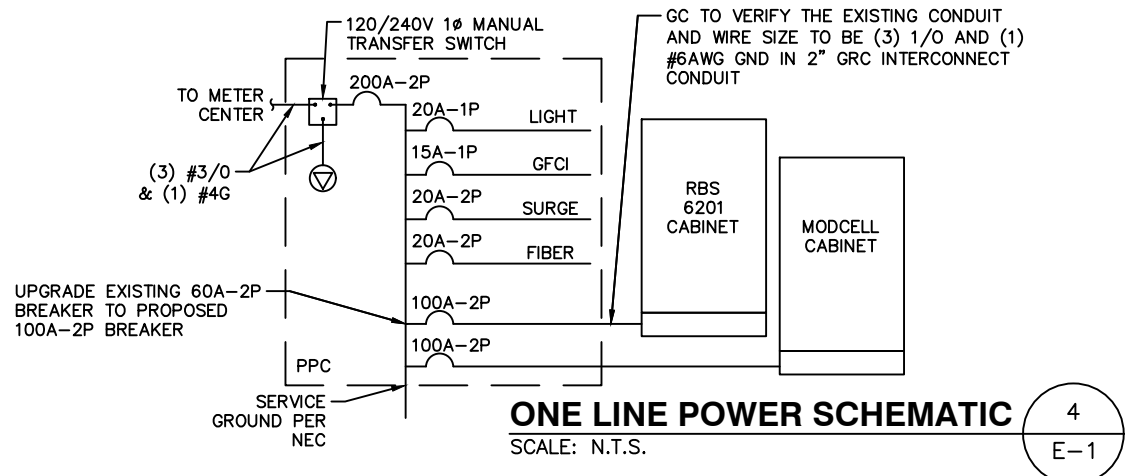 120/240V 1ø MANUAL
TRANSFER SWITCH
GC TO VERIFY THE EXISTING CONDUIT
AND WIRE SIZE TO BE (3) 1/0 AND (1)
#6AWG GND IN 2" GRC INTERCONNECT
CONDUIT
TO METER
CENTER
200A-2P
(3) #3/0
& (1) #4G
20A-1P
LIGHT
15A-1P
GFCI
20A-2P
SURGE
20A-2P
FIBER
RBS
6201
CABINET
MODCELL
CABINET
UPGRADE EXISTING 60A-2P
BREAKER TO PROPOSED
100A-2P BREAKER
100A-2P
100A-2P
PPC
SERVICE
GROUND PER
NEC
ONE LINE POWER SCHEMATIC
SCALE: N.T.S.
4
E-1